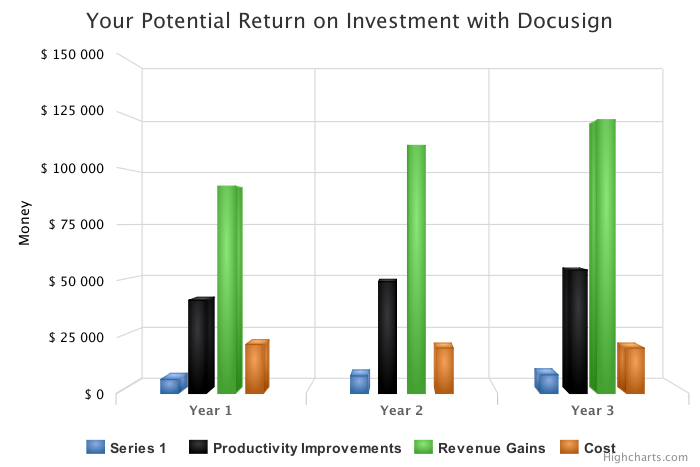 Your Potential Return on Investment with Docusign
$ 150 000
$ 125 000
$ 100 000
$ 75 000
$ 50 000
$ 25 000
$ 0
Money
Year 1 Year 2 Year 3
Series 1 Productivity Improvements Revenue Gains Cost
Highcharts.com